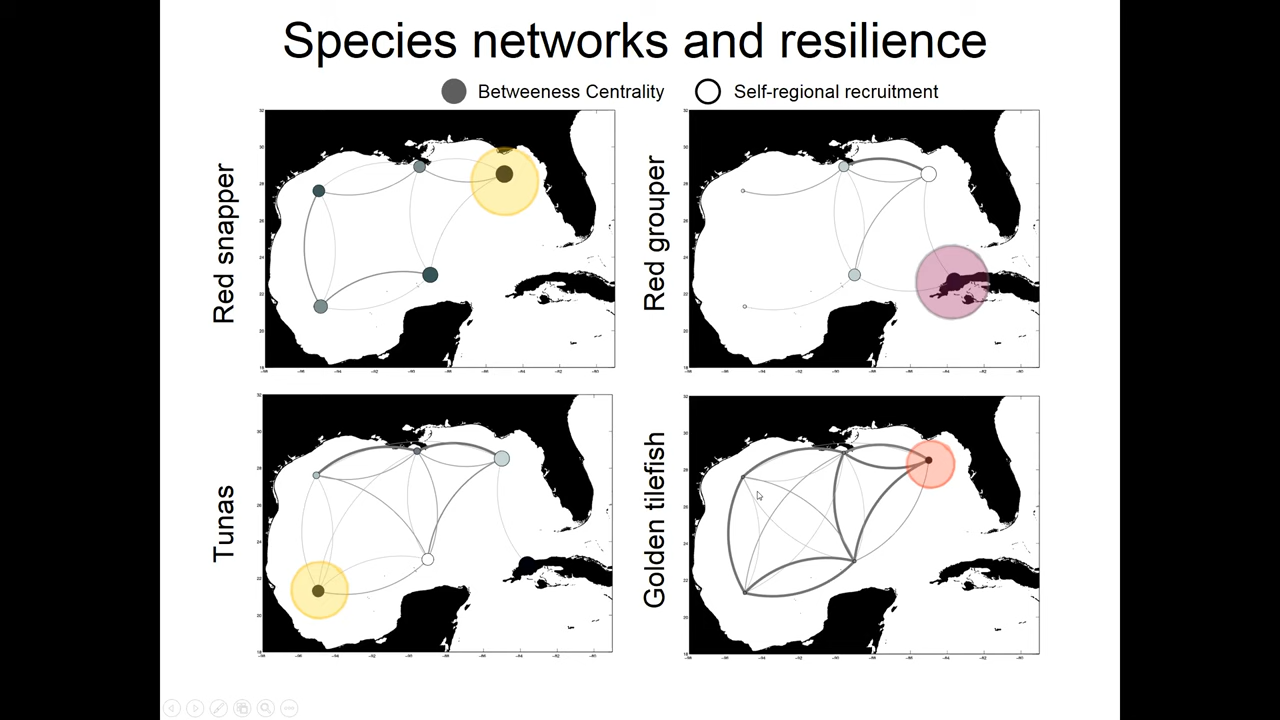 Species networks and resilience
Betweeness Centrality
Self-regional recruitment
Red snapper
Red grouper
Tunas
Golden tilefish